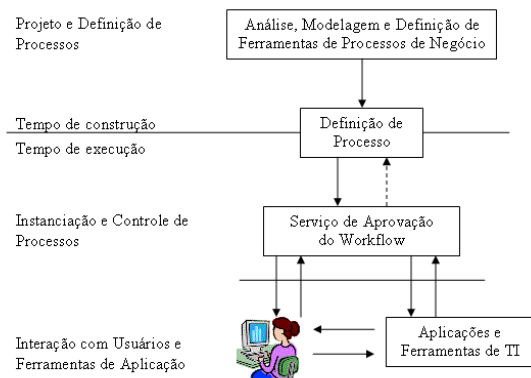 Projeto e Definição de
Processos
Análise, Modelagem e Definição de
Ferramentas de Processos de Negócio
Tempo de construção
Tempo de execução
Definição de
Processo
Instanciação e Controle de
Processos
Serviço de Aprovação
do Workflow
Interação com Usuários e
Ferramentas de Aplicação
Aplicações e
Ferramentas de TI